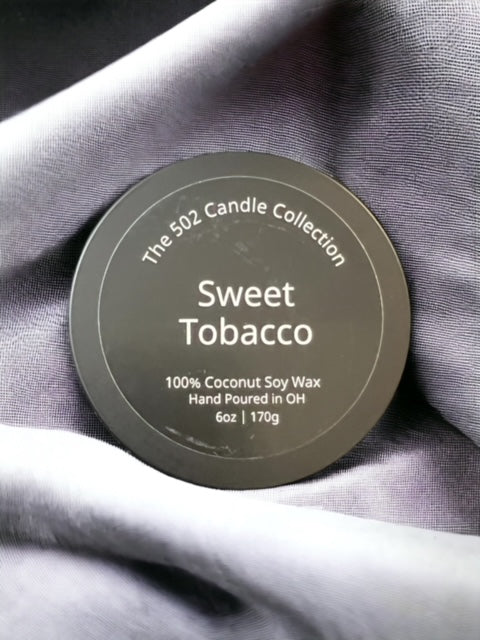 The 502 Candle Collection
Sweet
Tobacco
100% Coconut Soy Wax
Hand Poured in OH
6oz | 170g